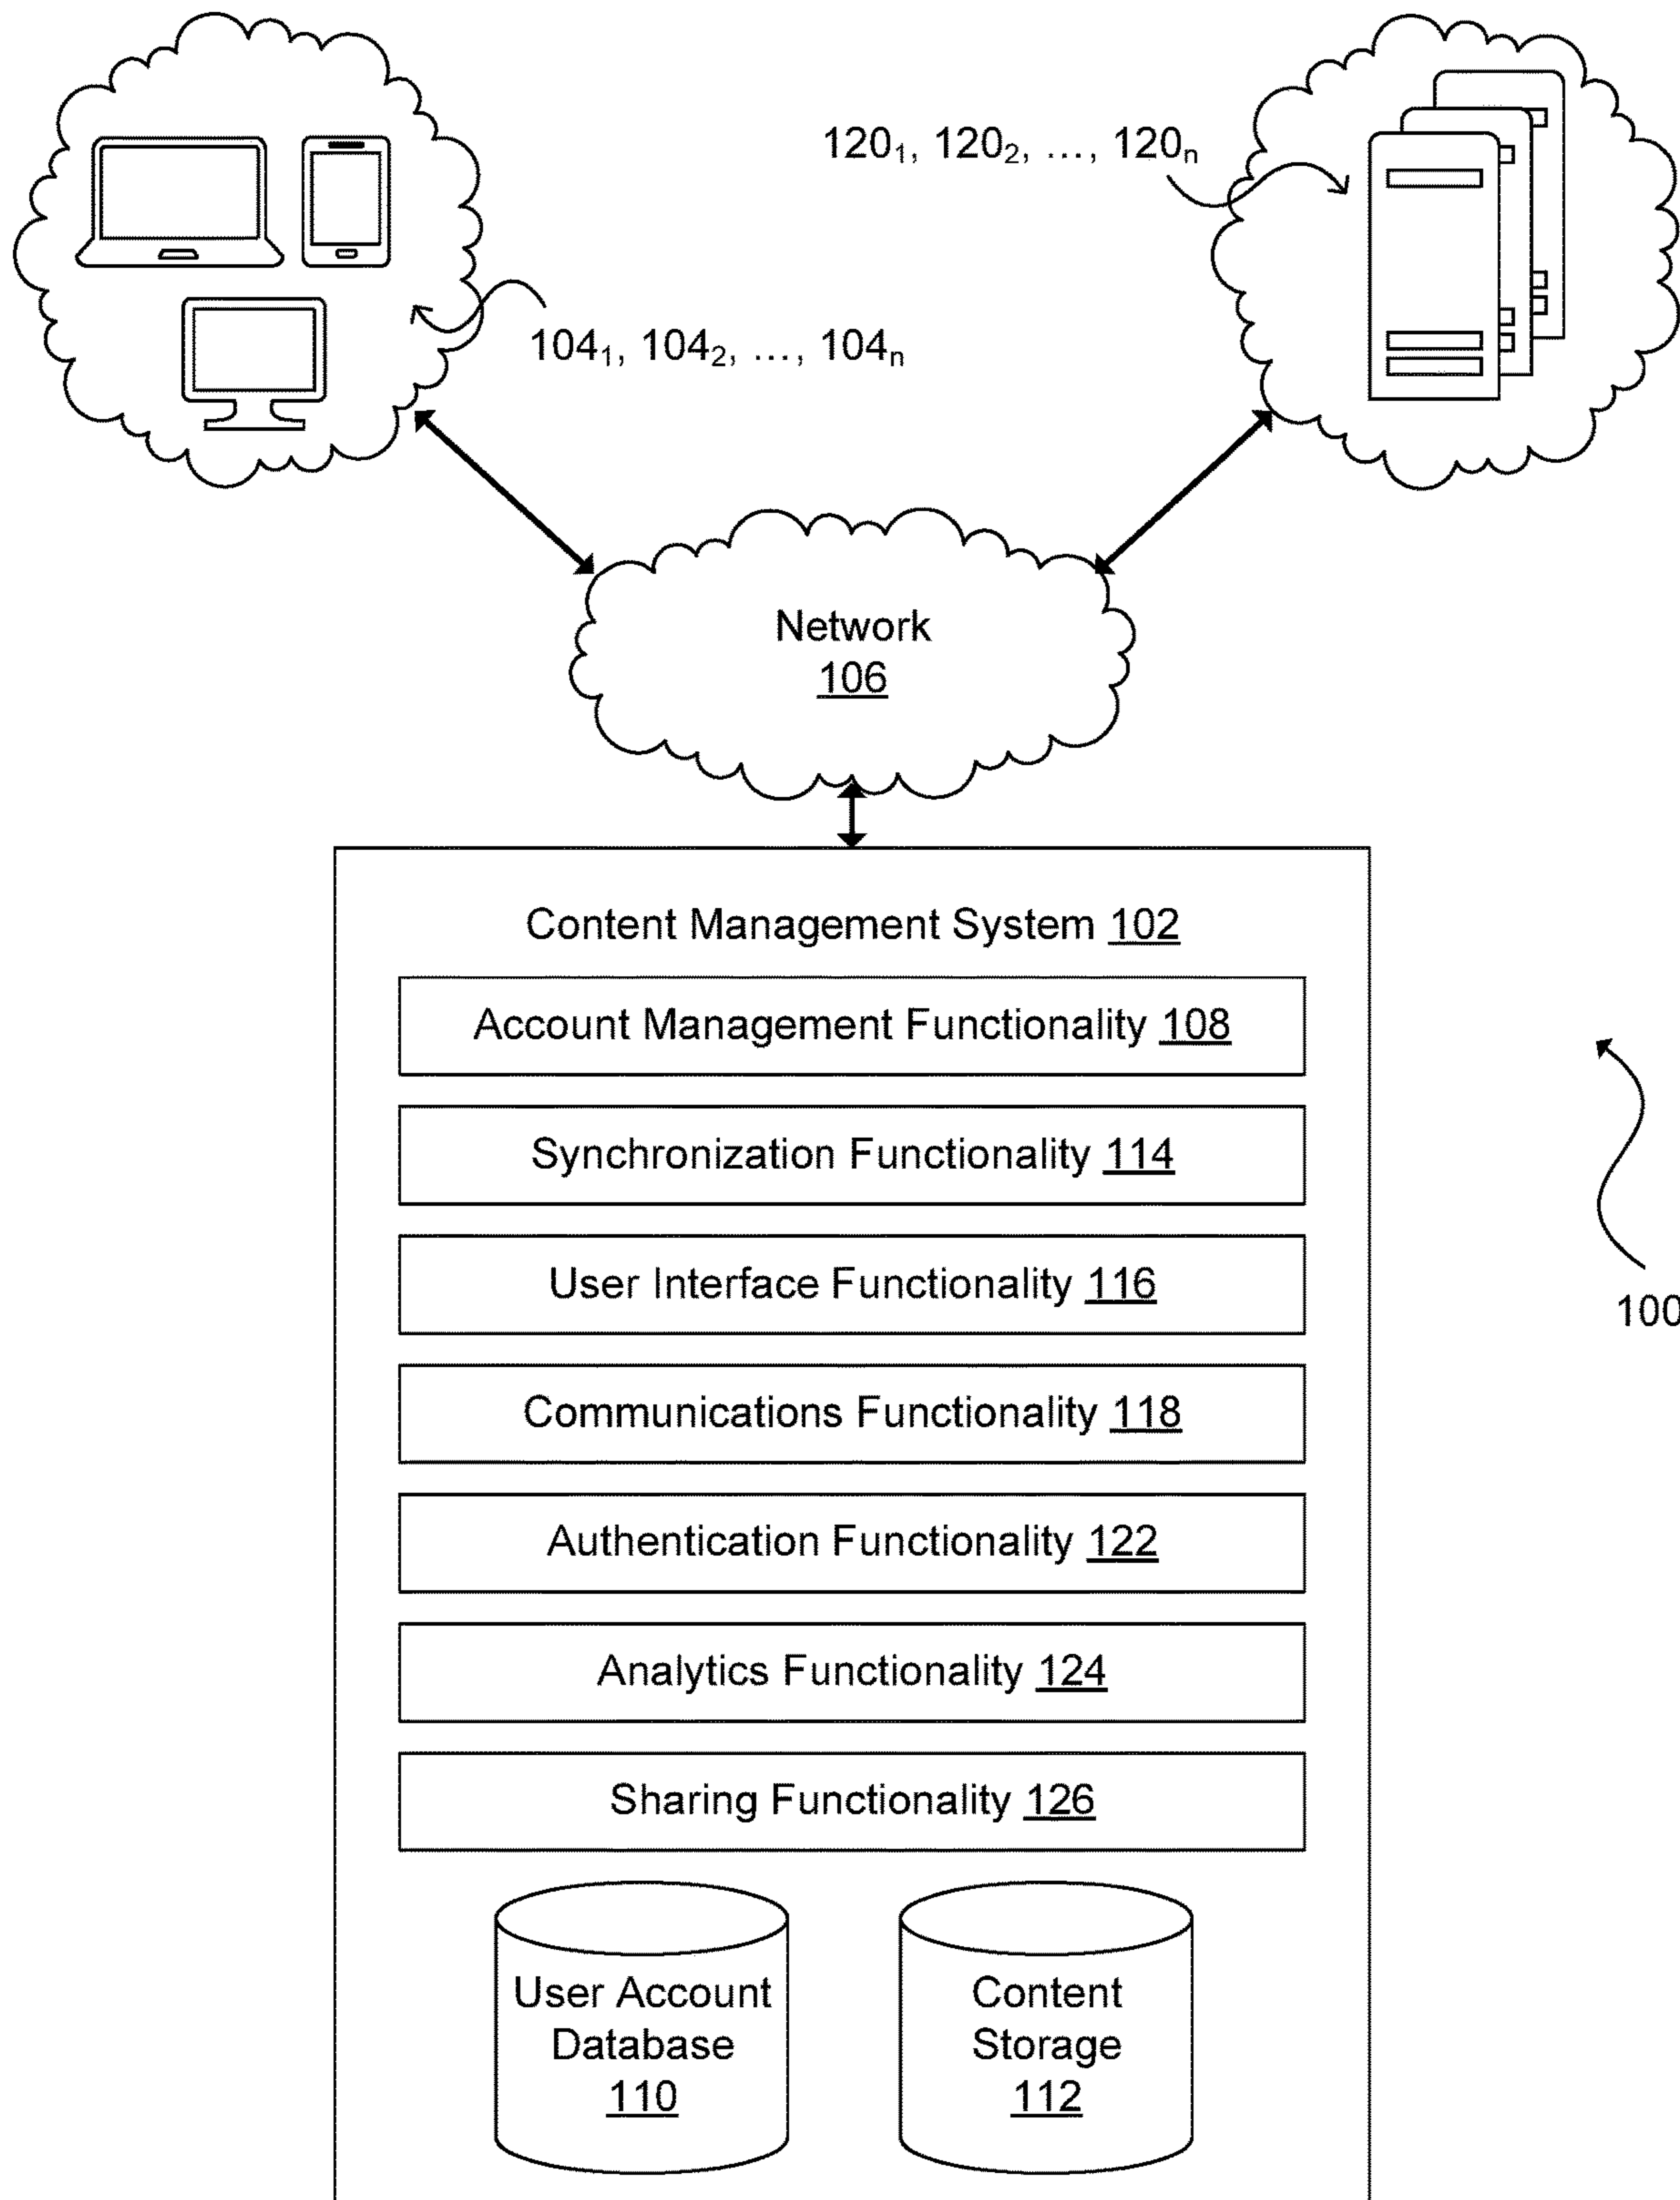 120₁, 120₂, ..., 120ₙ
104₁, 104₂, ..., 104ₙ
Network
106
Content Management System 102
Account Management Functionality 108
Synchronization Functionality 114
User Interface Functionality 116
100
Communications Functionality 118
Authentication Functionality 122
Analytics Functionality 124
Sharing Functionality 126
User Account
Database
110
Content
Storage
112